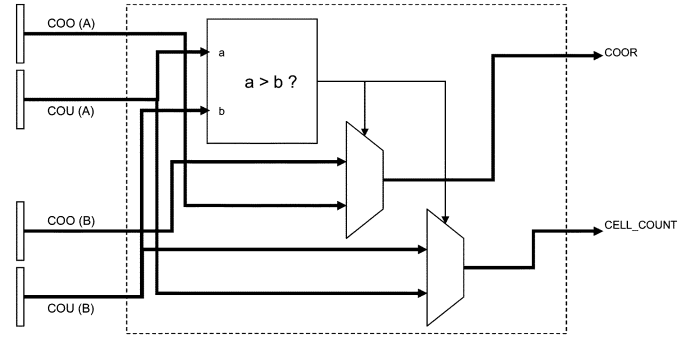 COO (A)
COU (A)
a
a > b ?
b
COOR
COO (B)
COU (B)
CELL_COUNT